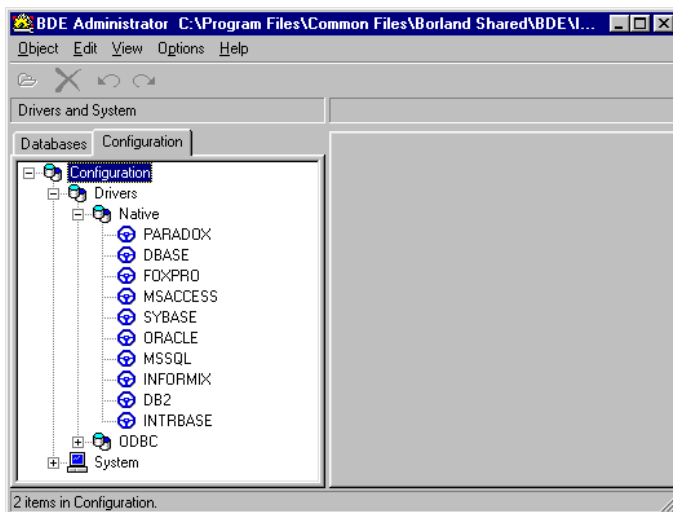 BDE Administrator C:\Program Files\Common Files\Borland Shared\BDE\I...
Object Edit View Options Help
Drivers and System
Databases Configuration
Configuration
Drivers
Native
PARADOX
DBASE
FOXPRO
MSACCESS
SYBASE
ORACLE
MSSQL
INFORMIX
DB2
INTRBASE
ODBC
System
2 items in Configuration.